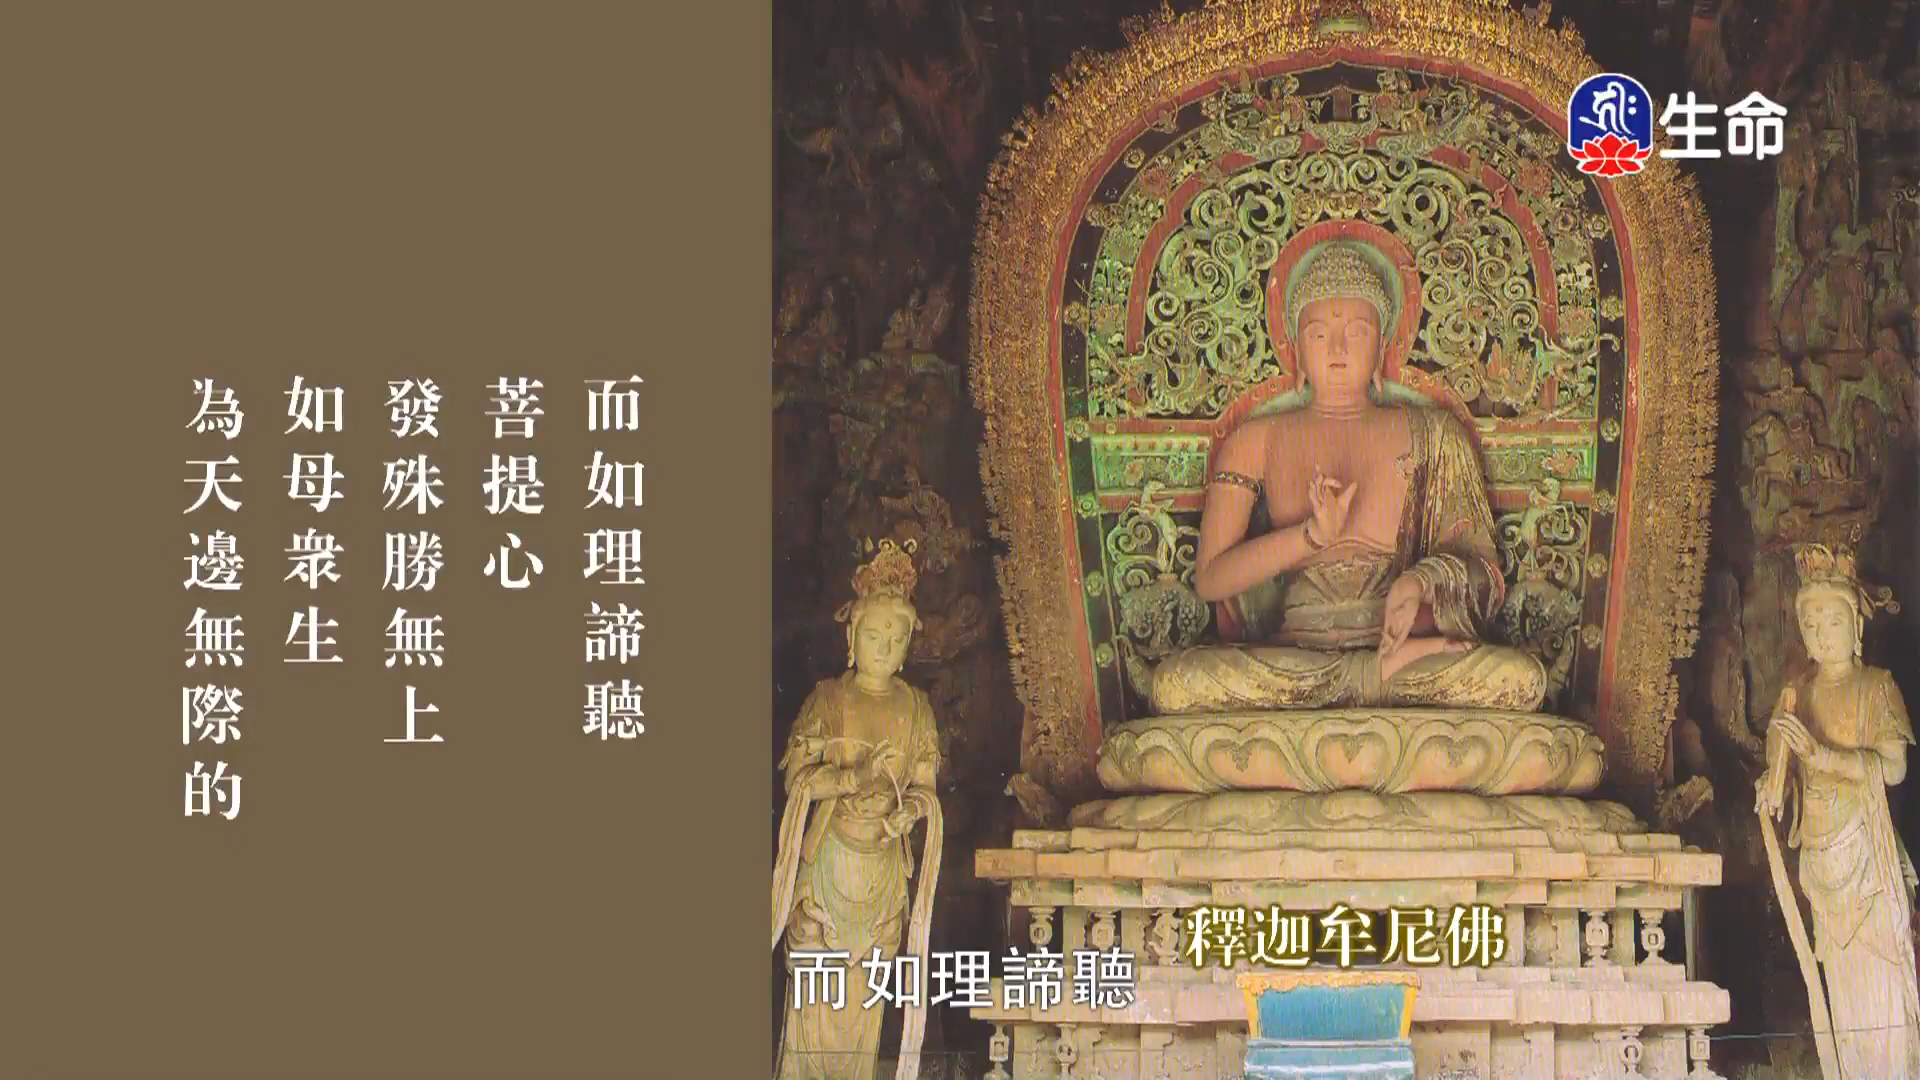 為天邊無際的
如母衆生
發殊勝無上
菩提心
而如理諦聽
生命
釋迦牟尼佛
而如理諦聽